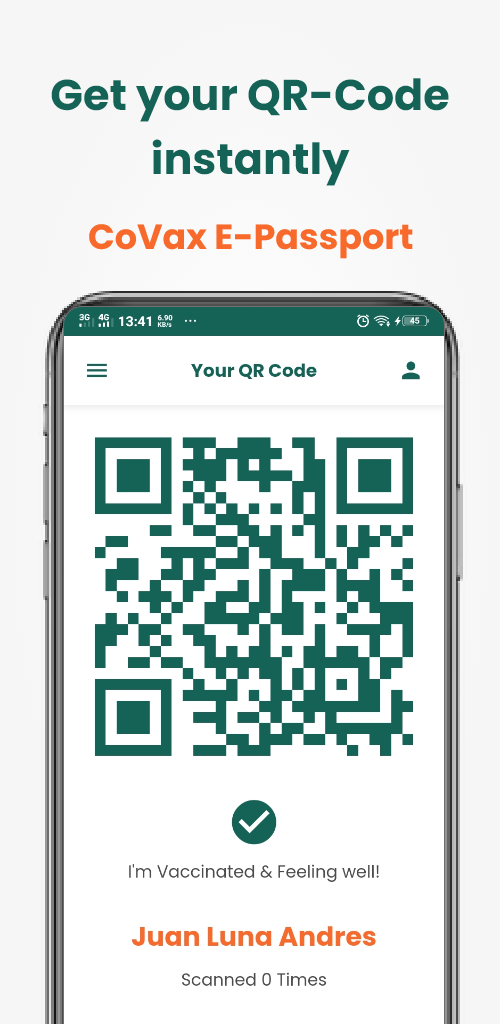 Get your QR-Code
instantly
CoVax E-Passport
3G 4G 13:41 6.90 KB/s ... 45
Your QR Code
I'm Vaccinated & Feeling well!
Juan Luna Andres
Scanned 0 Times